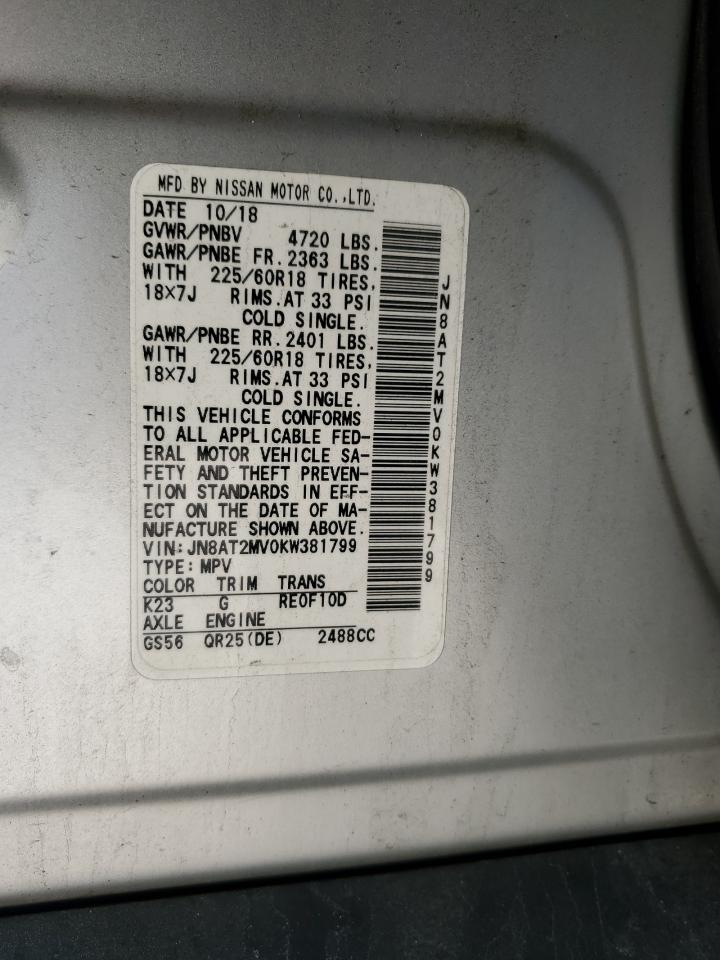 MFD BY NISSAN MOTOR CO.,LTD.
DATE 10/18
GVWR/PNBV 4720 LBS.
GAWR/PNBE FR. 2363 LBS.
WITH 225/60R18 TIRES,
18×7J RIMS.AT 33 PSI
COLD SINGLE.
GAWR/PNBE RR. 2401 LBS.
WITH 225/60R18 TIRES,
18×7J RIMS.AT 33 PSI
COLD SINGLE.
THIS VEHICLE CONFORMS
TO ALL APPLICABLE FED-
ERAL MOTOR VEHICLE SA-
FETY AND THEFT PREVEN-
TION STANDARDS IN EFF-
ECT ON THE DATE OF MA-
NUFACTURE SHOWN ABOVE.
VIN:JN8AT2MV0KW381799
TYPE:MPV
COLOR TRIM TRANS
K23 G RE0F10D
AXLE ENGINE
GS56 QR25(DE) 2488CC
JN8AT2MV0KW381799